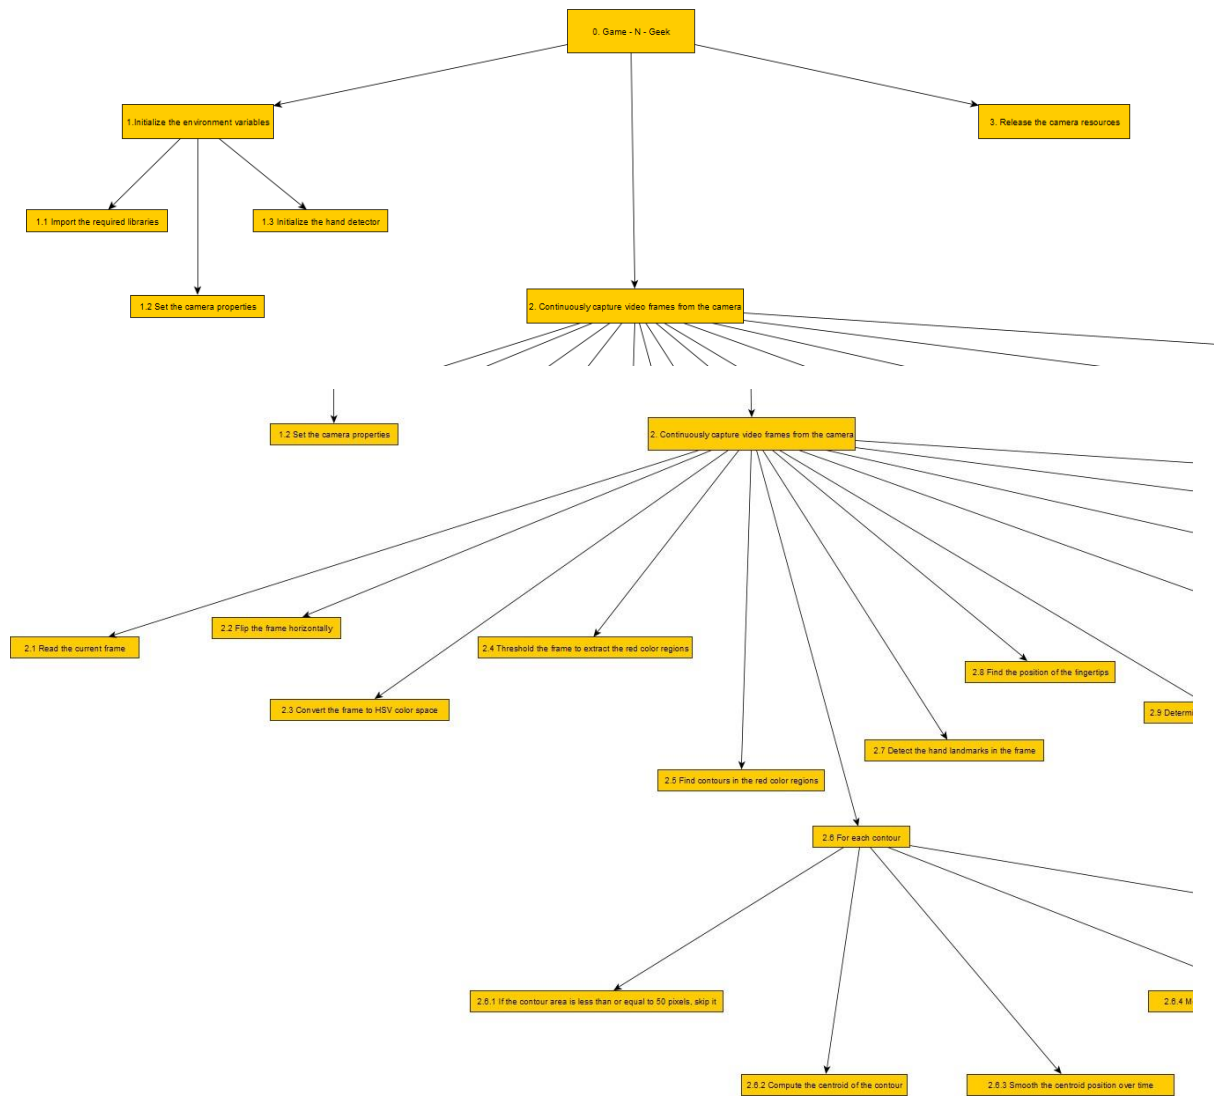 0. Game - N - Geek
1.Initialize the environment variables
3. Release the camera resources
1.1 Import the required libraries
1.3 Initialize the hand detector
1.2 Set the camera properties
2. Continuously capture video frames from the camera
1.2 Set the camera properties
2. Continuously capture video frames from the camera
2.1 Read the current frame
2.2 Flip the frame horizontally
2.4 Threshold the frame to extract the red color regions
2.8 Find the position of the fingertips
2.3 Convert the frame to HSV color space
2.9 Determi
2.7 Detect the hand landmarks in the frame
2.5 Find contours in the red color regions
2.6 For each contour
2.6.1 If the contour area is less than or equal to 50 pixels, skip it
2.6.4 M
2.6.2 Compute the centroid of the contour
2.6.3 Smooth the centroid position over time